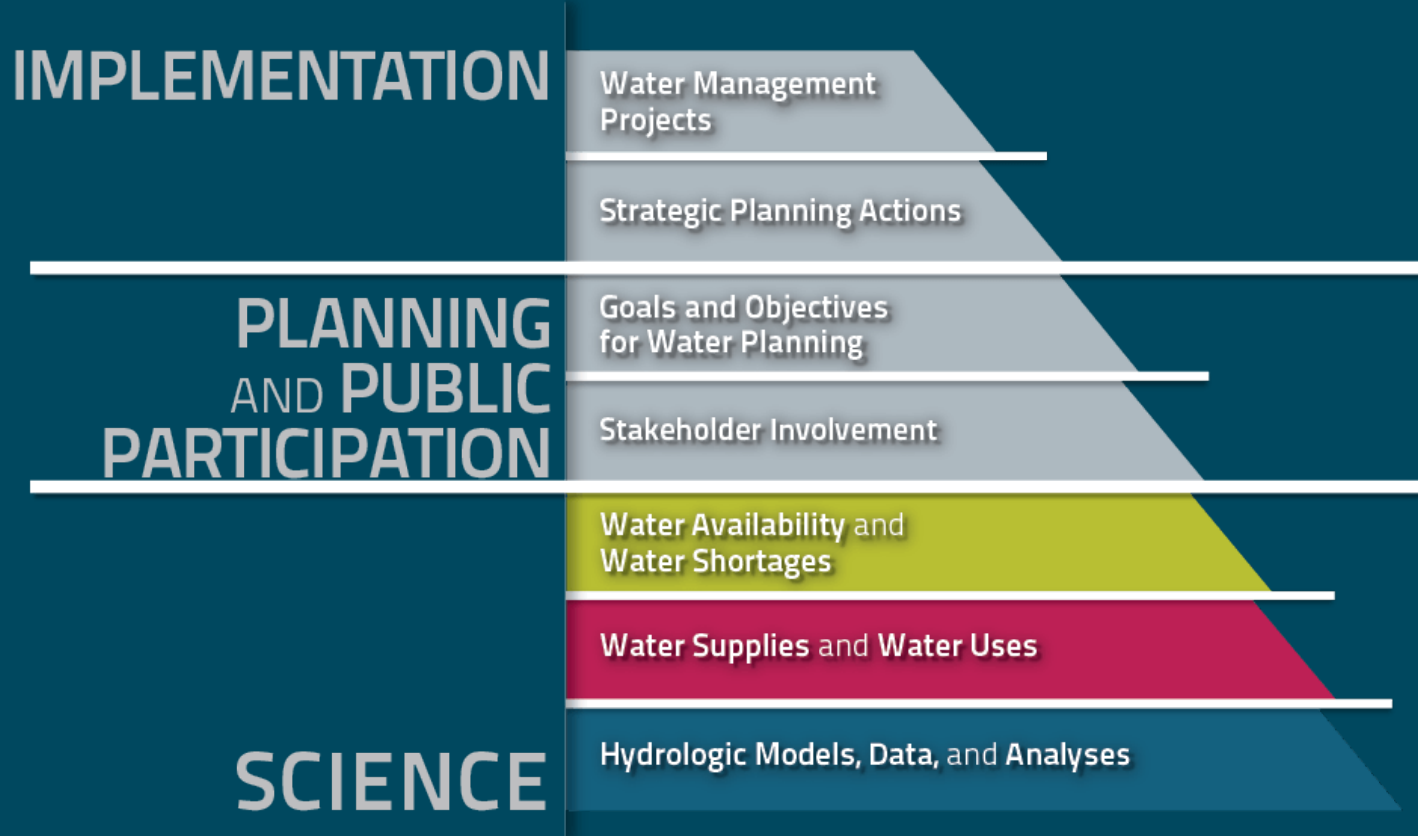 IMPLEMENTATION
Water Management
Projects
Strategic Planning Actions
PLANNING
AND PUBLIC
PARTICIPATION
Goals and Objectives
for Water Planning
Stakeholder Involvement
Water Availability and
Water Shortages
Water Supplies and Water Uses
SCIENCE
Hydrologic Models, Data, and Analyses